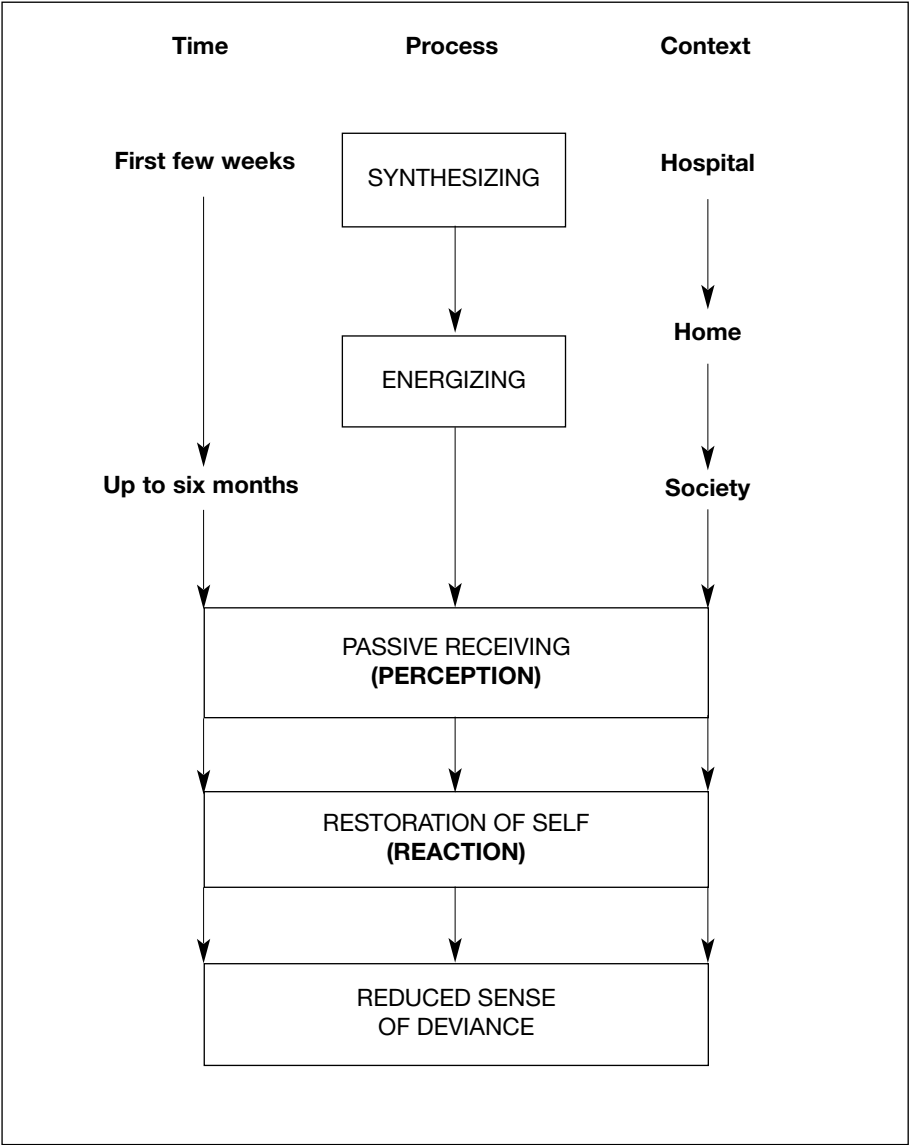 Time Process Context
First few weeks
SYNTHESIZING
Hospital
Home
ENERGIZING
Up to six months
Society
PASSIVE RECEIVING
(PERCEPTION)
RESTORATION OF SELF
(REACTION)
REDUCED SENSE
OF DEVIANCE